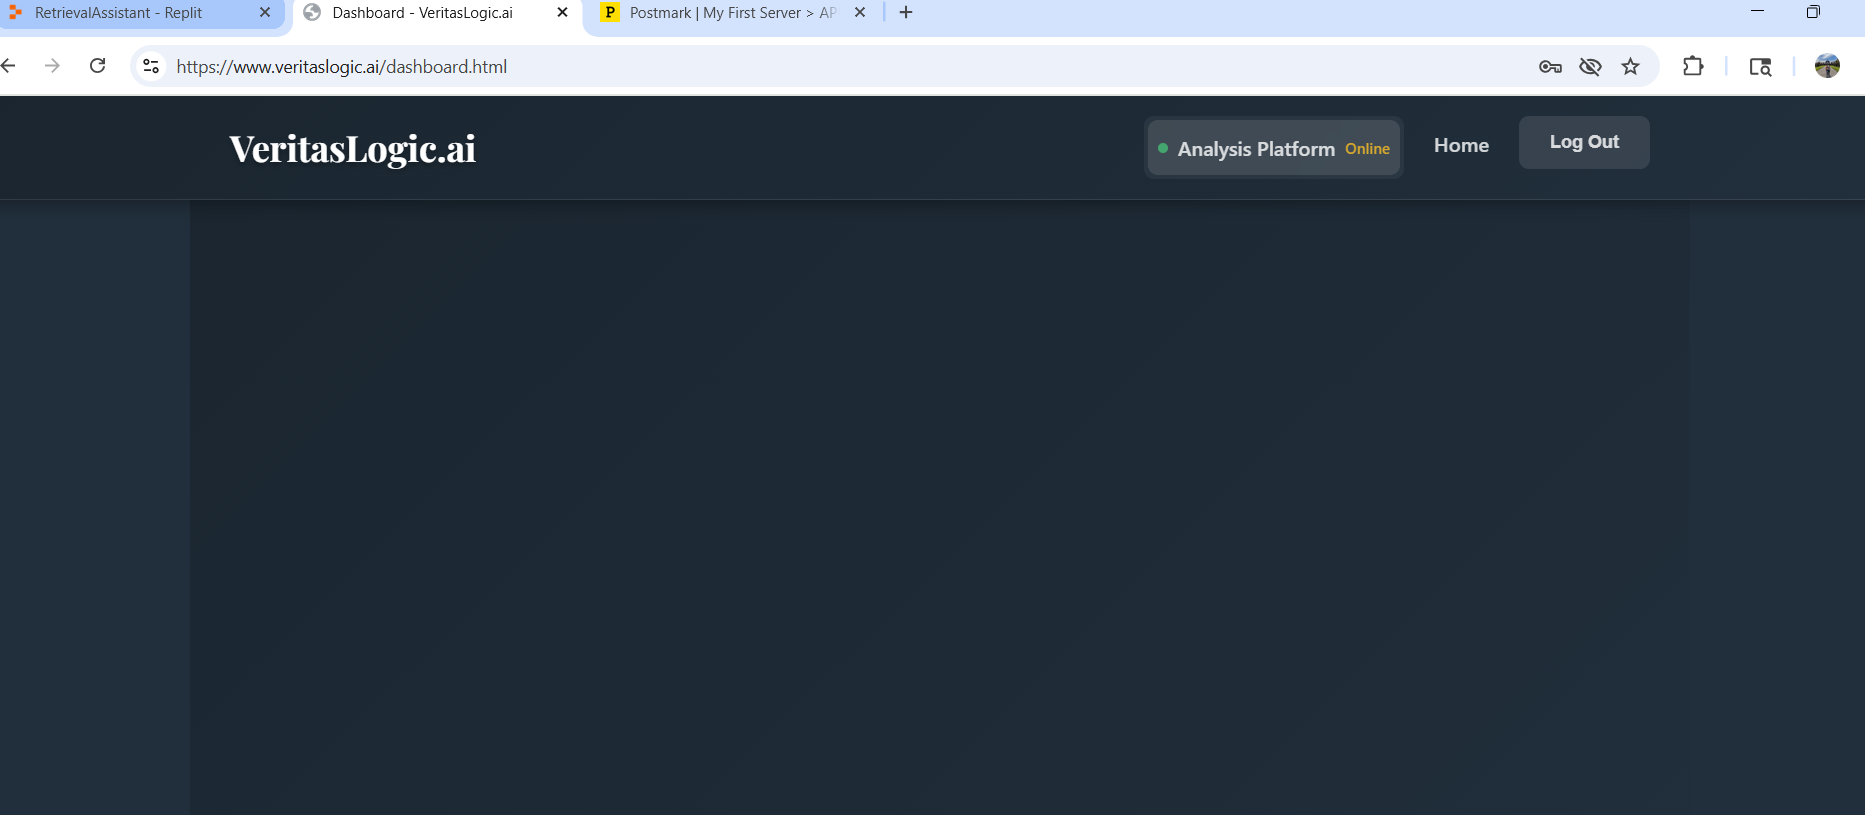 RetrievalAssistant - Replit
Dashboard - VeritasLogic.ai
P Postmark | My First Server > AP
https://www.veritaslogic.ai/dashboard.html
VeritasLogic.ai
Analysis Platform Online
Home
Log Out